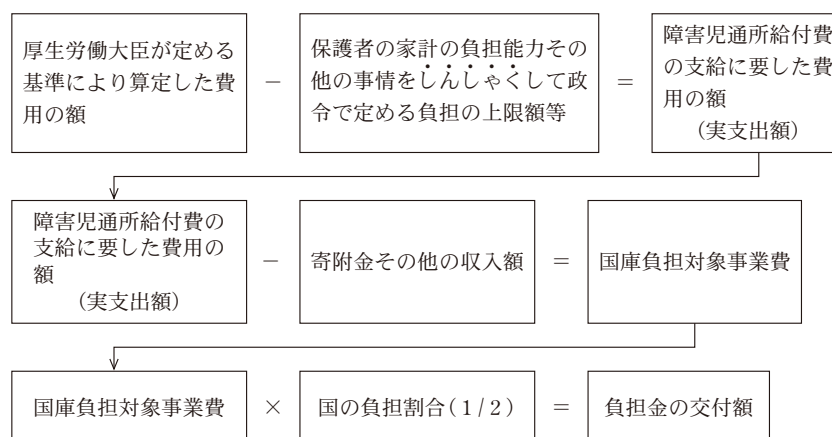 厚生労働大臣が定める
基準により算定した費
用の額
−
保護者の家計の負担能力その
他の事情をしんしゃくして政
令で定める負担の上限額等
=
障害児通所給付費
の支給に要した費
用の額
（実支出額）
障害児通所給付費の
支給に要した費用の
額
（実支出額）
−
寄附金その他の収入額
=
国庫負担対象事業費
国庫負担対象事業費
×
国の負担割合(1/2)
=
負担金の交付額